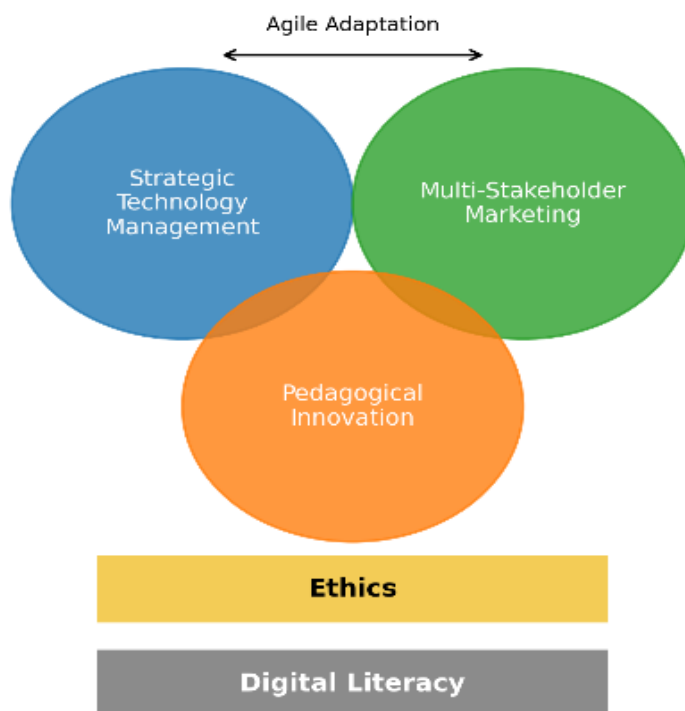 Agile Adaptation
Strategic
Technology
Management
Multi-Stakeholder
Marketing
Pedagogical
Innovation
Ethics
Digital Literacy